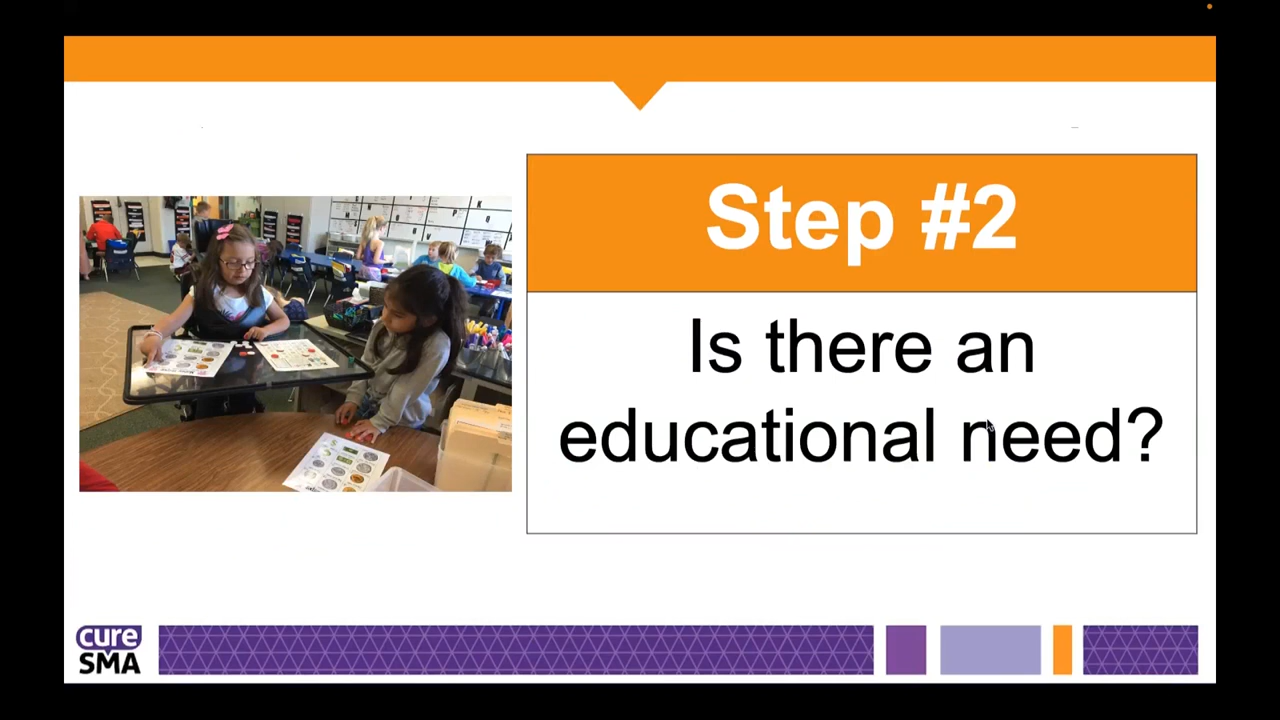 Step #2
Is there an
educational need?
cure
SMA